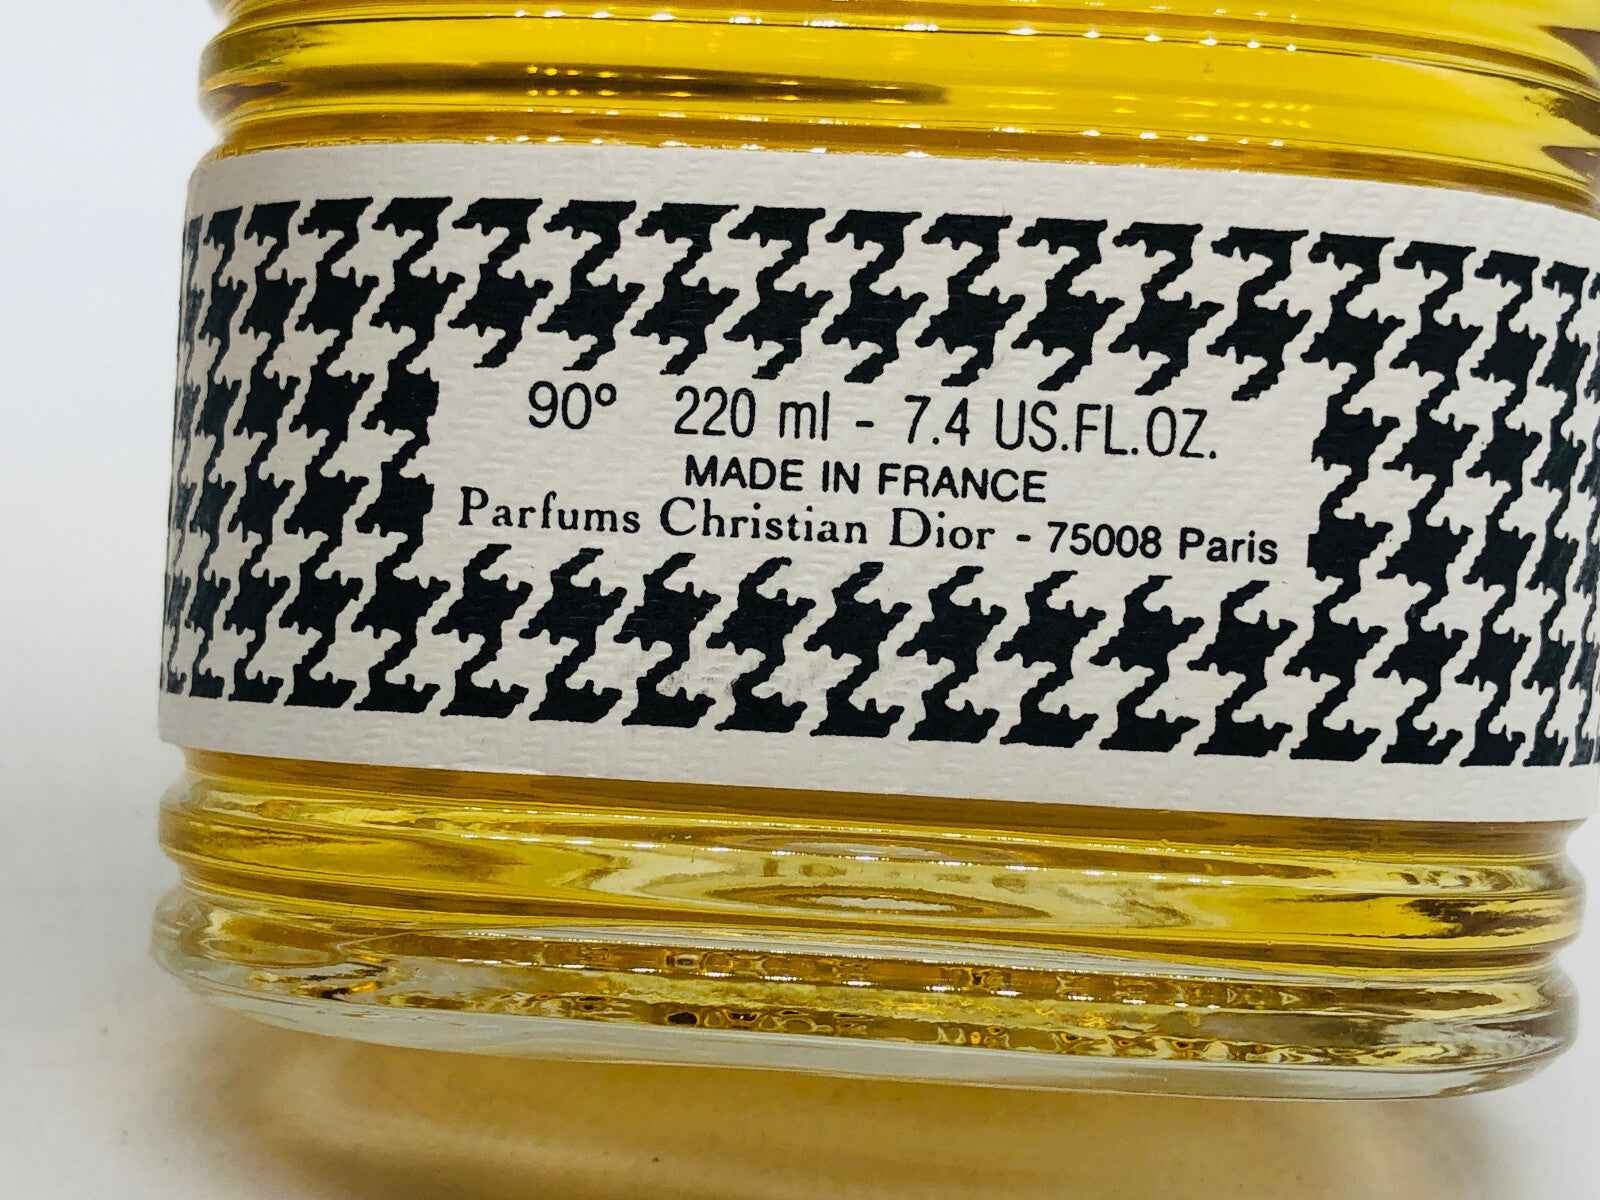 90° 220 ml - 7.4 US.FL.OZ.
MADE IN FRANCE
Parfums Christian Dior - 75008 Paris